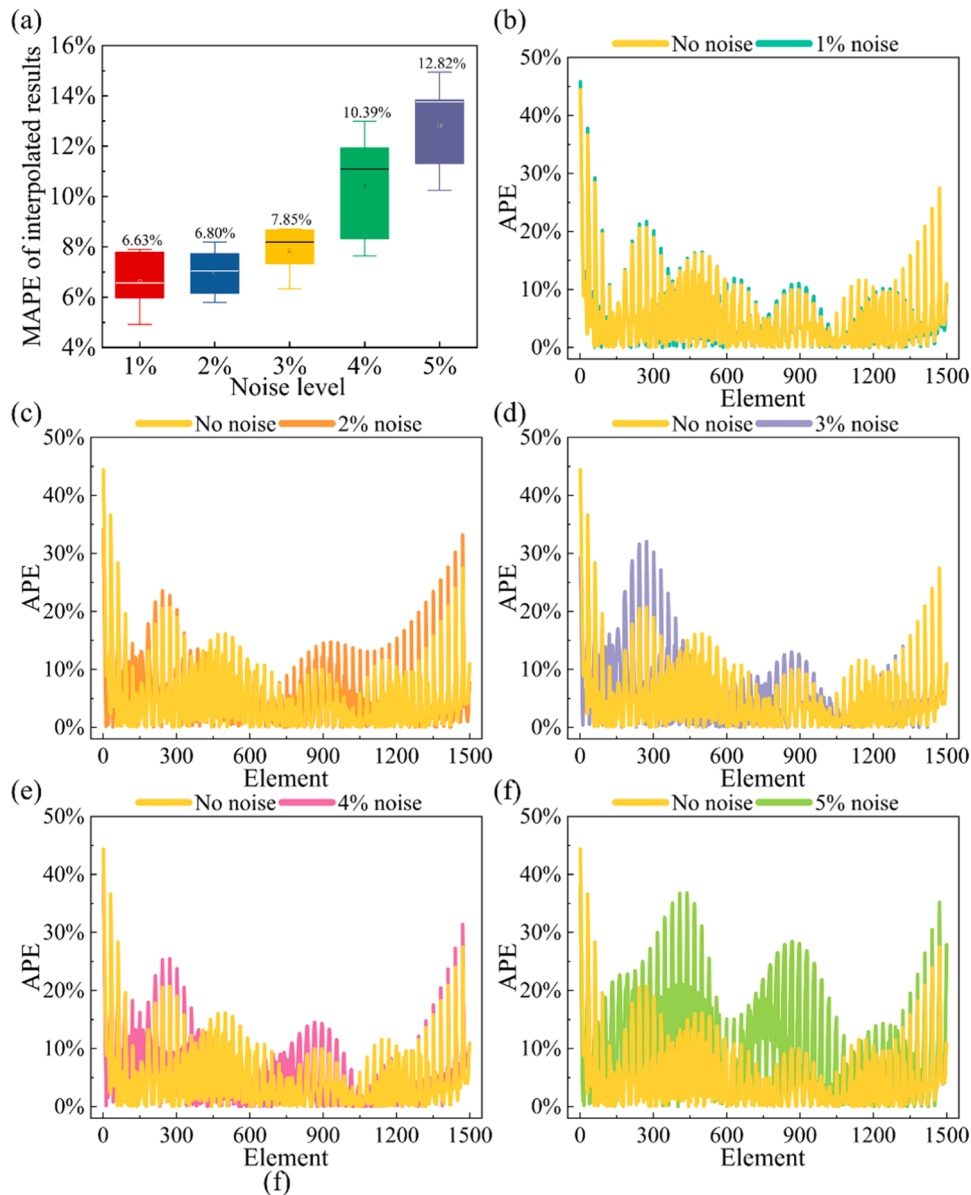 (a)
MAPE of interpolated results
16%
14%
12%
10%
8%
6%
4%
6.63%
6.80%
7.85%
10.39%
12.82%
1% 2% 3% 4% 5%
Noise level
(b)
No noise 1% noise
APE
50%
40%
30%
20%
10%
0%
0 300 600 900 1200 1500
Element
(c)
No noise 2% noise
APE
50%
40%
30%
20%
10%
0%
0 300 600 900 1200 1500
Element
(d)
No noise 3% noise
APE
50%
40%
30%
20%
10%
0%
0 300 600 900 1200 1500
Element
(e)
No noise 4% noise
APE
50%
40%
30%
20%
10%
0%
0 300 600 900 1200 1500
Element
(f)
No noise 5% noise
APE
50%
40%
30%
20%
10%
0%
0 300 600 900 1200 1500
Element
(f)